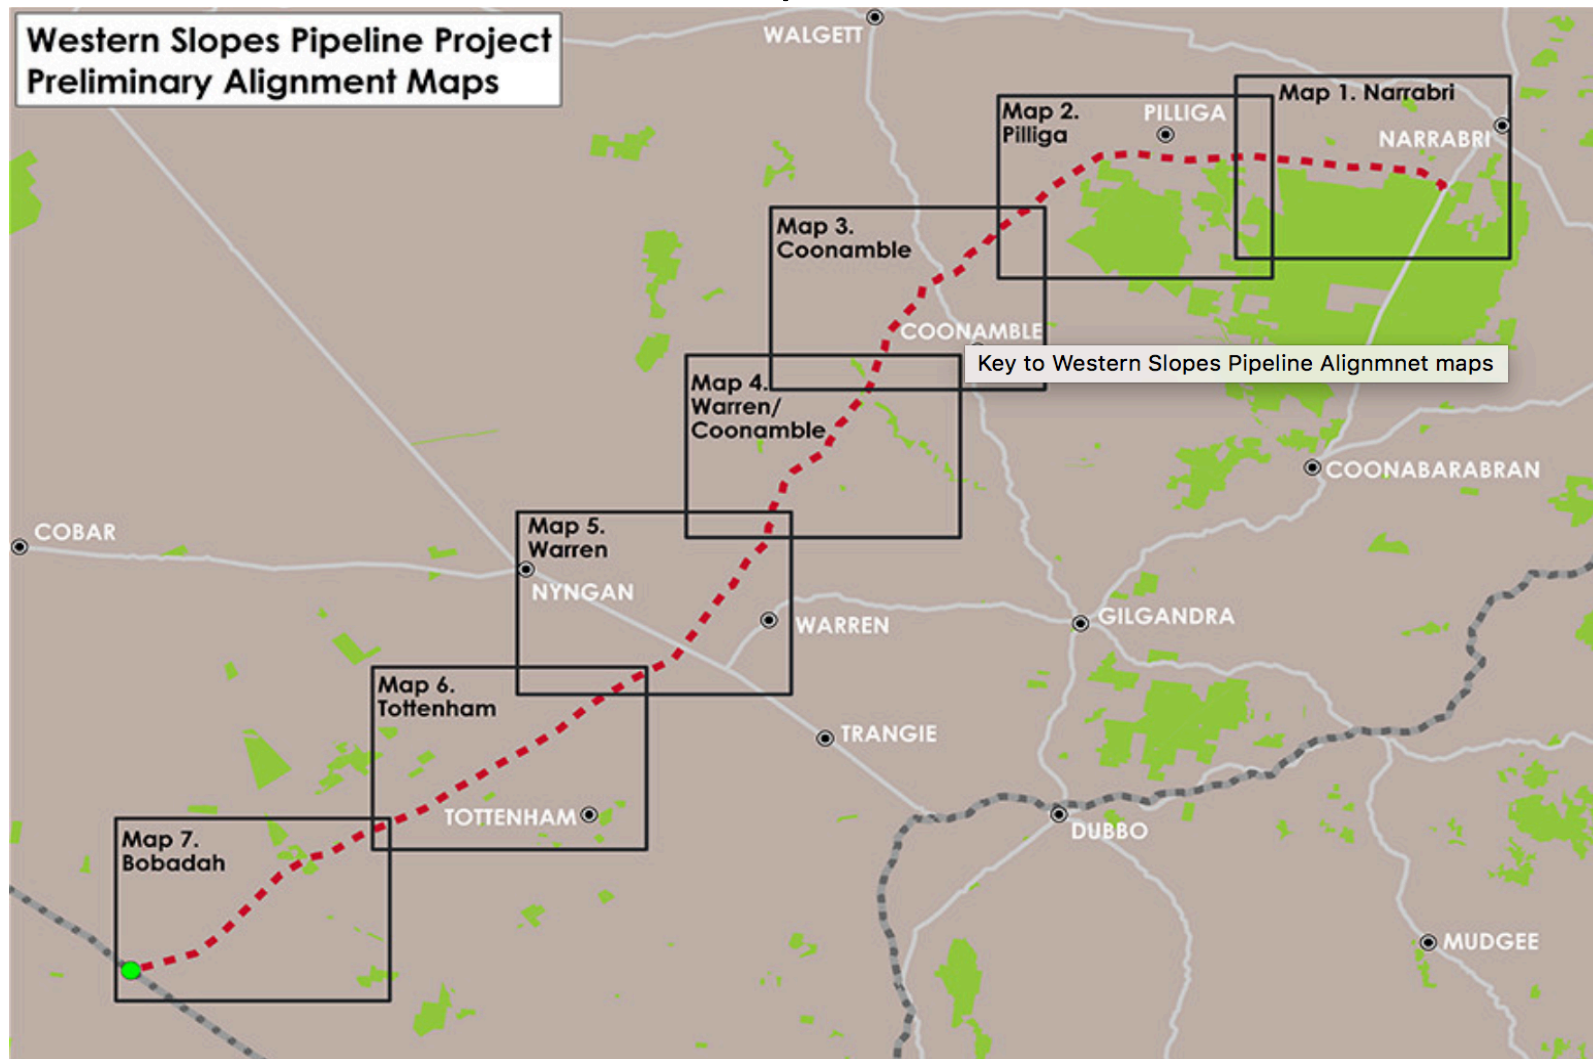 Western Slopes Pipeline Project
Preliminary Alignment Maps
WALGETT
Map 1. Narrabri
NARRABRI
Map 2.
Pilliga
PILLIGA
Map 3.
Coonamble
COONAMBLE
Key to Western Slopes Pipeline Alignmnet maps
Map 4.
Warren/
Coonamble
COONABARABRAN
COBAR
Map 5.
Warren
NYNGAN
WARREN
GILGANDRA
Map 6.
Tottenham
TRANGIE
TOTTENHAM
DUBBO
Map 7.
Bobadah
MUDGEE